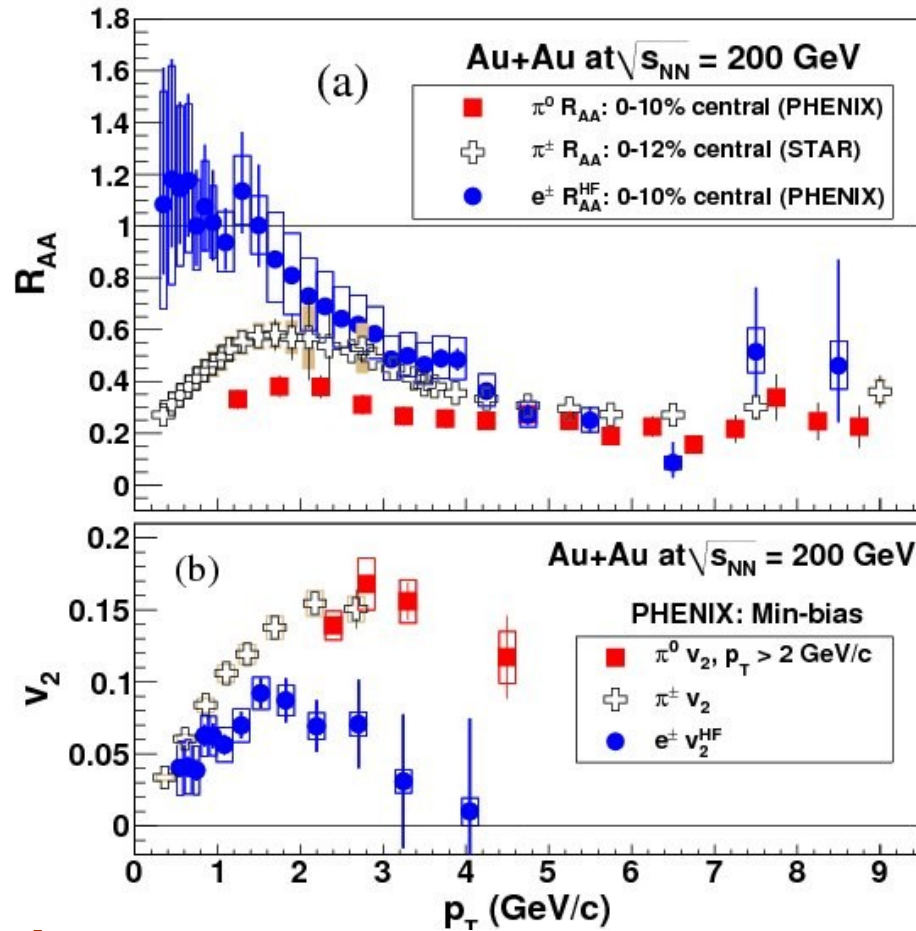 1.8
1.6
1.4
1.2
1
0.8
0.6
0.4
0.2
0
R_AA
(a)
Au+Au at √s_NN = 200 GeV
π⁰ R_AA: 0-10% central (PHENIX)
π± R_AA: 0-12% central (STAR)
e± R_AA^HF: 0-10% central (PHENIX)
0.2
0.15
0.1
0.05
0
v₂
(b)
Au+Au at √s_NN = 200 GeV
PHENIX: Min-bias
π⁰ v₂, p_T > 2 GeV/c
π± v₂
e± v₂^HF
0 1 2 3 4 5 6 7 8 9
p_T (GeV/c)